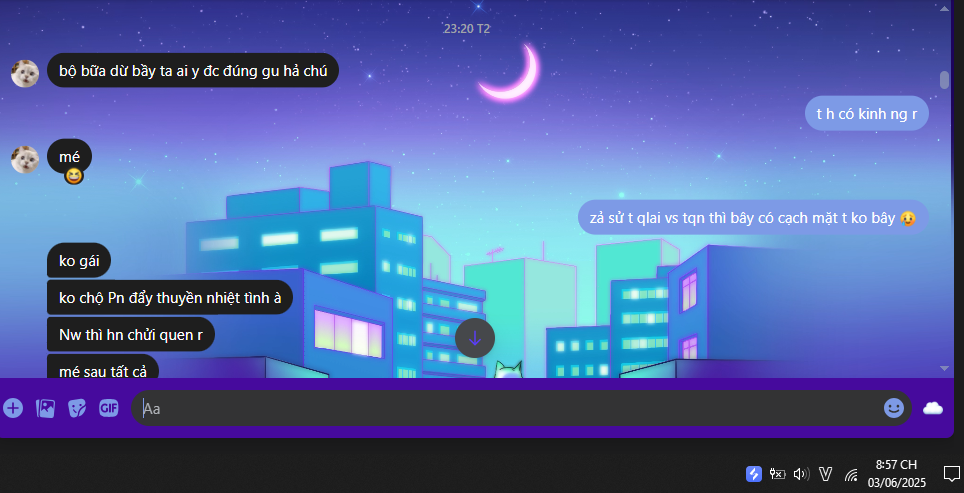 23:20 T2
bộ bữa dừ bầy ta ai y đc đúng gu hả chú
t h có kinh ng r
mé
zả sử t qlai vs tqn thì bây có cạch mặt t ko bây
ko gái
ko chộ Pn đẩy thuyền nhiệt tình à
Nw thì hn chửi quen r
mé sau tất cả
GIF
Aa
8:57 CH
03/06/2025